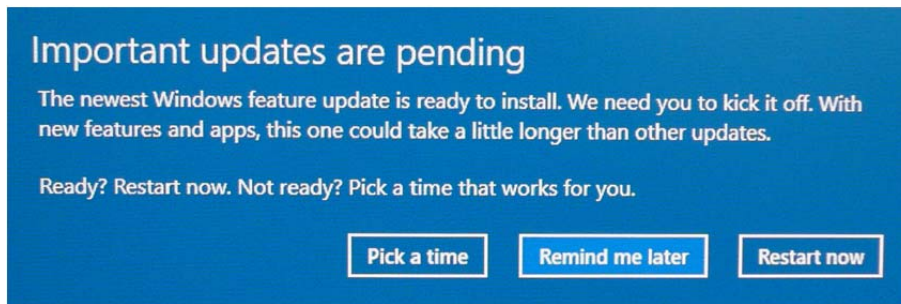 Important updates are pending
The newest Windows feature update is ready to install. We need you to kick it off. With
new features and apps, this one could take a little longer than other updates.
Ready? Restart now. Not ready? Pick a time that works for you.
Pick a time Remind me later Restart now